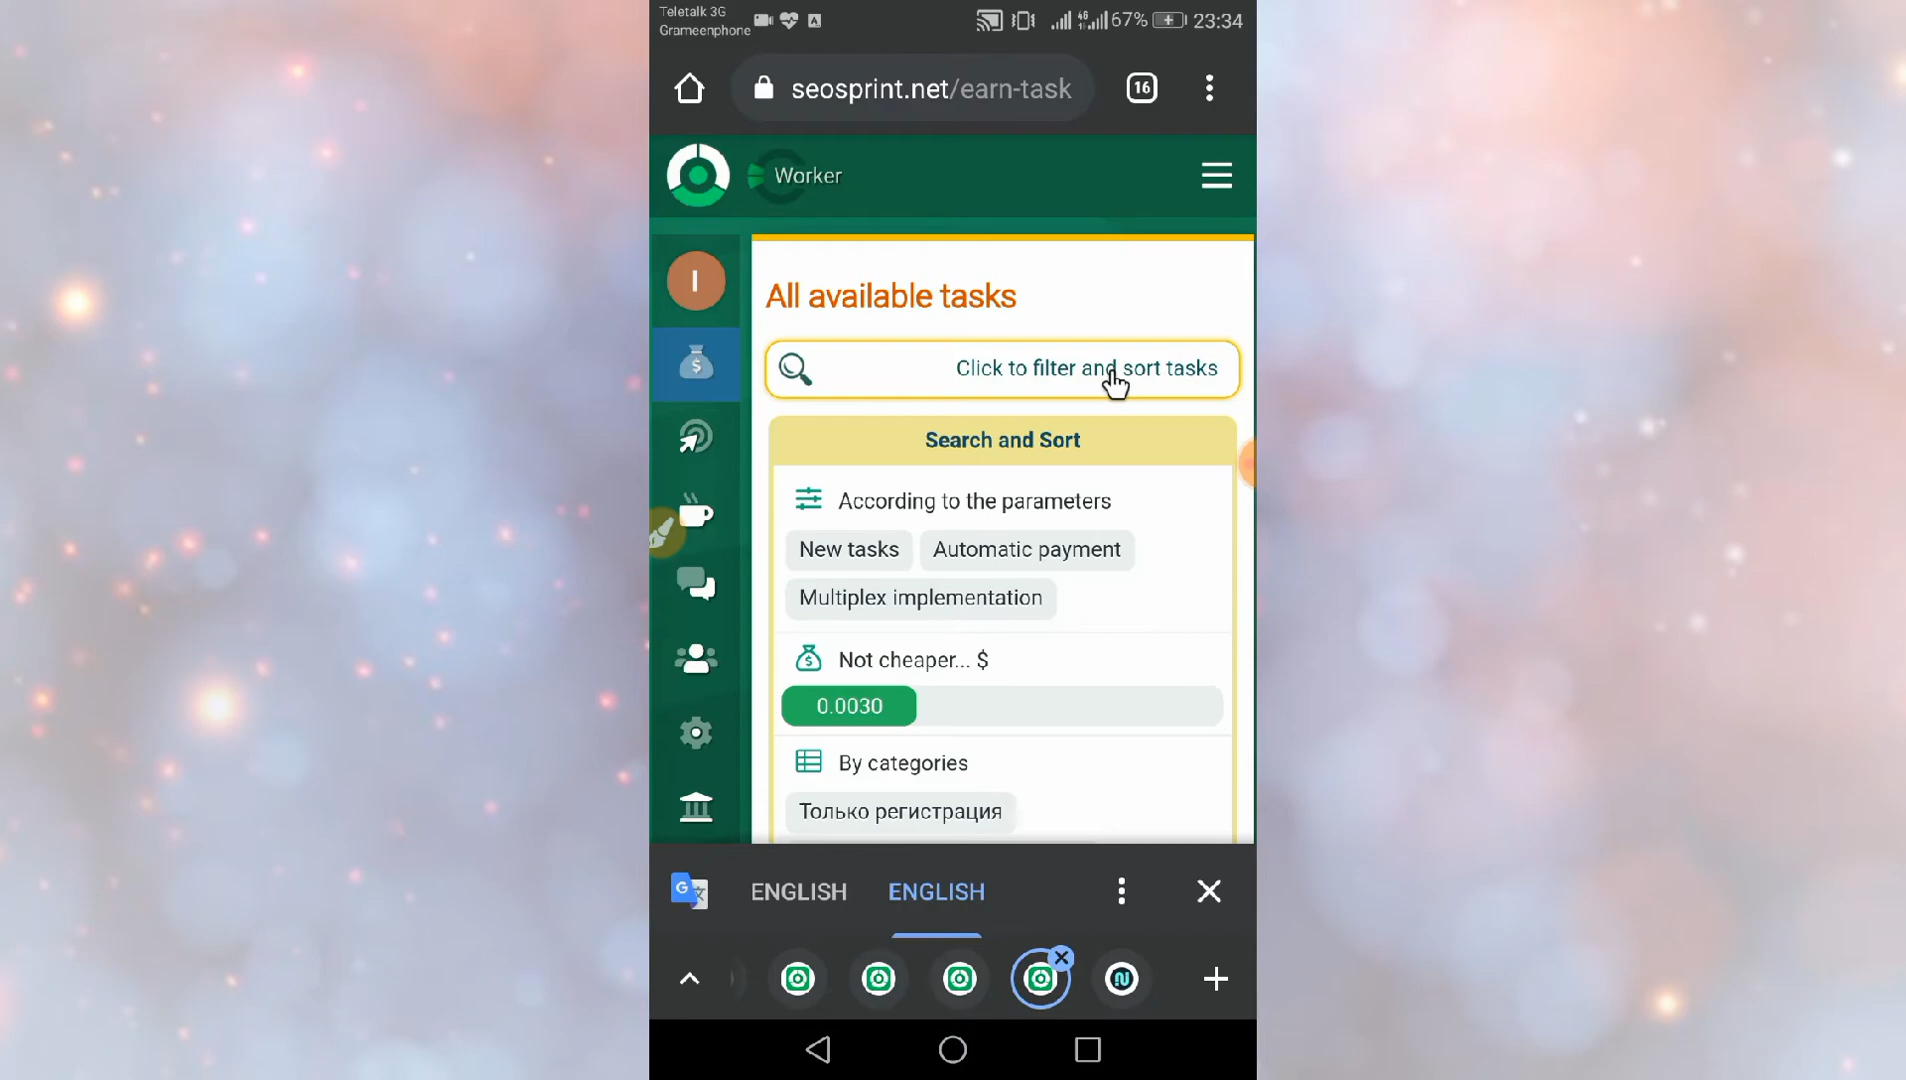 Teletalk 3G
Grameenphone
67%
23:34
seosprint.net/earn-task
16
Worker
I
All available tasks
Click to filter and sort tasks
Search and Sort
According to the parameters
New tasks
Automatic payment
Multiplex implementation
Not cheaper... $
0.0030
By categories
Только регистрация
ENGLISH
ENGLISH